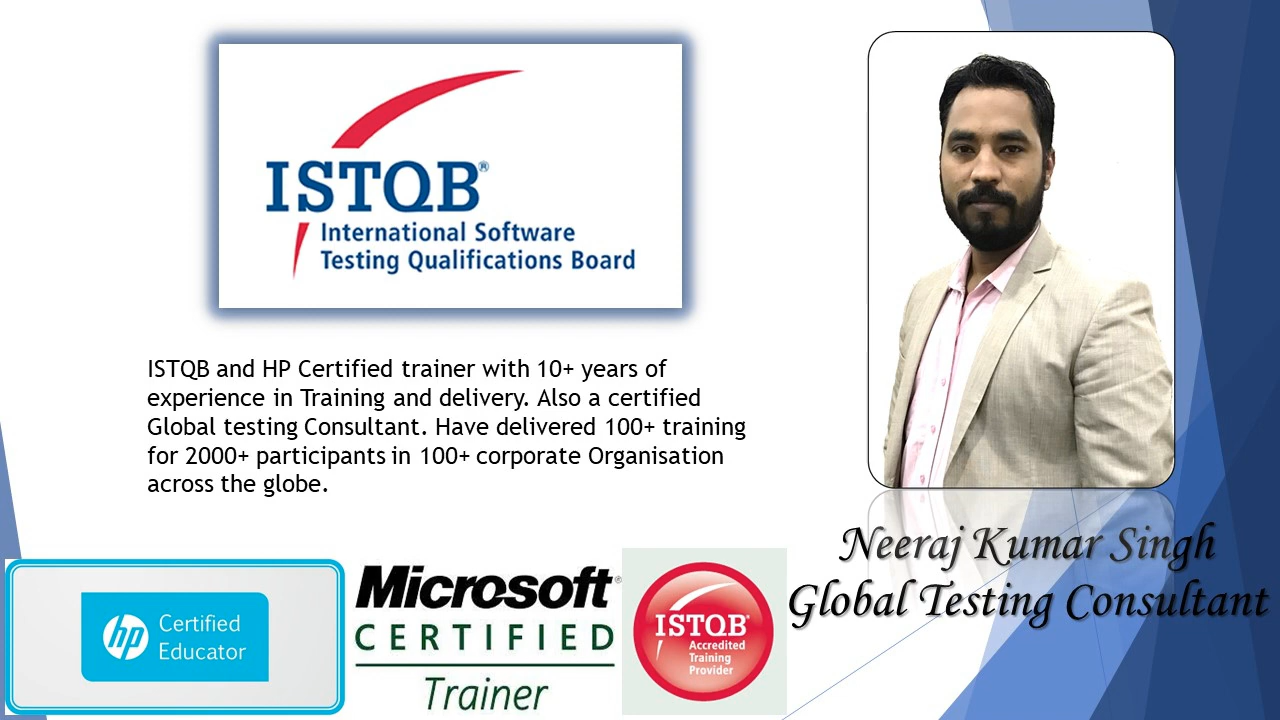 ISTQB®
International Software
Testing Qualifications Board
ISTQB and HP Certified trainer with 10+ years of
experience in Training and delivery. Also a certified
Global testing Consultant. Have delivered 100+ training
for 2000+ participants in 100+ corporate Organisation
across the globe.
Neeraj Kumar Singh
Global Testing Consultant
hp
Certified
Educator
Microsoft®
CERTIFIED
Trainer
ISTQB®
Accredited
Training
Provider